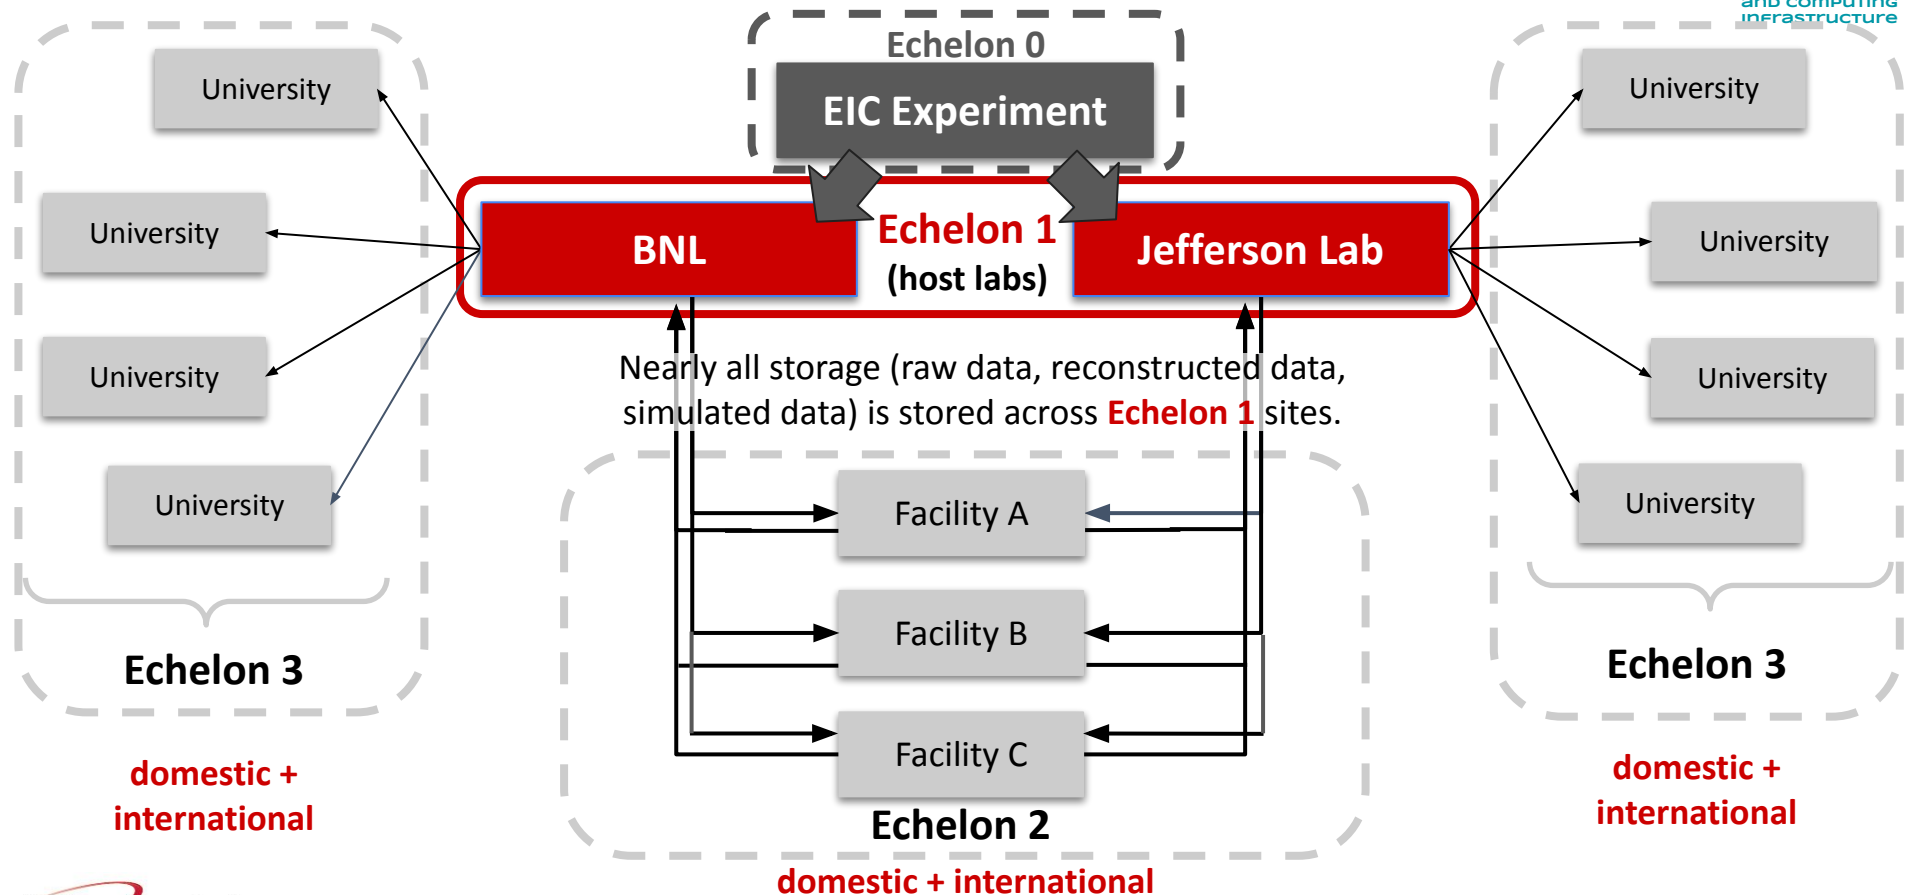 AND COMPUTING
INFRASTRUCTURE
Echelon 0
EIC Experiment
University
University
University
University
Echelon 3
domestic +
international
BNL
Echelon 1
(host labs)
Jefferson Lab
Nearly all storage (raw data, reconstructed data,
simulated data) is stored across Echelon 1 sites.
Facility A
Facility B
Facility C
Echelon 2
domestic + international
University
University
University
University
Echelon 3
domestic +
international